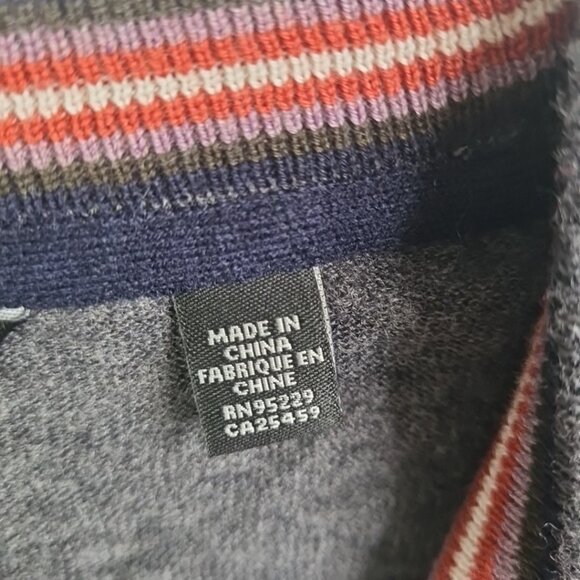 MADE IN
CHINA
FABRIQUE EN
CHINE
RN95229
CA25459